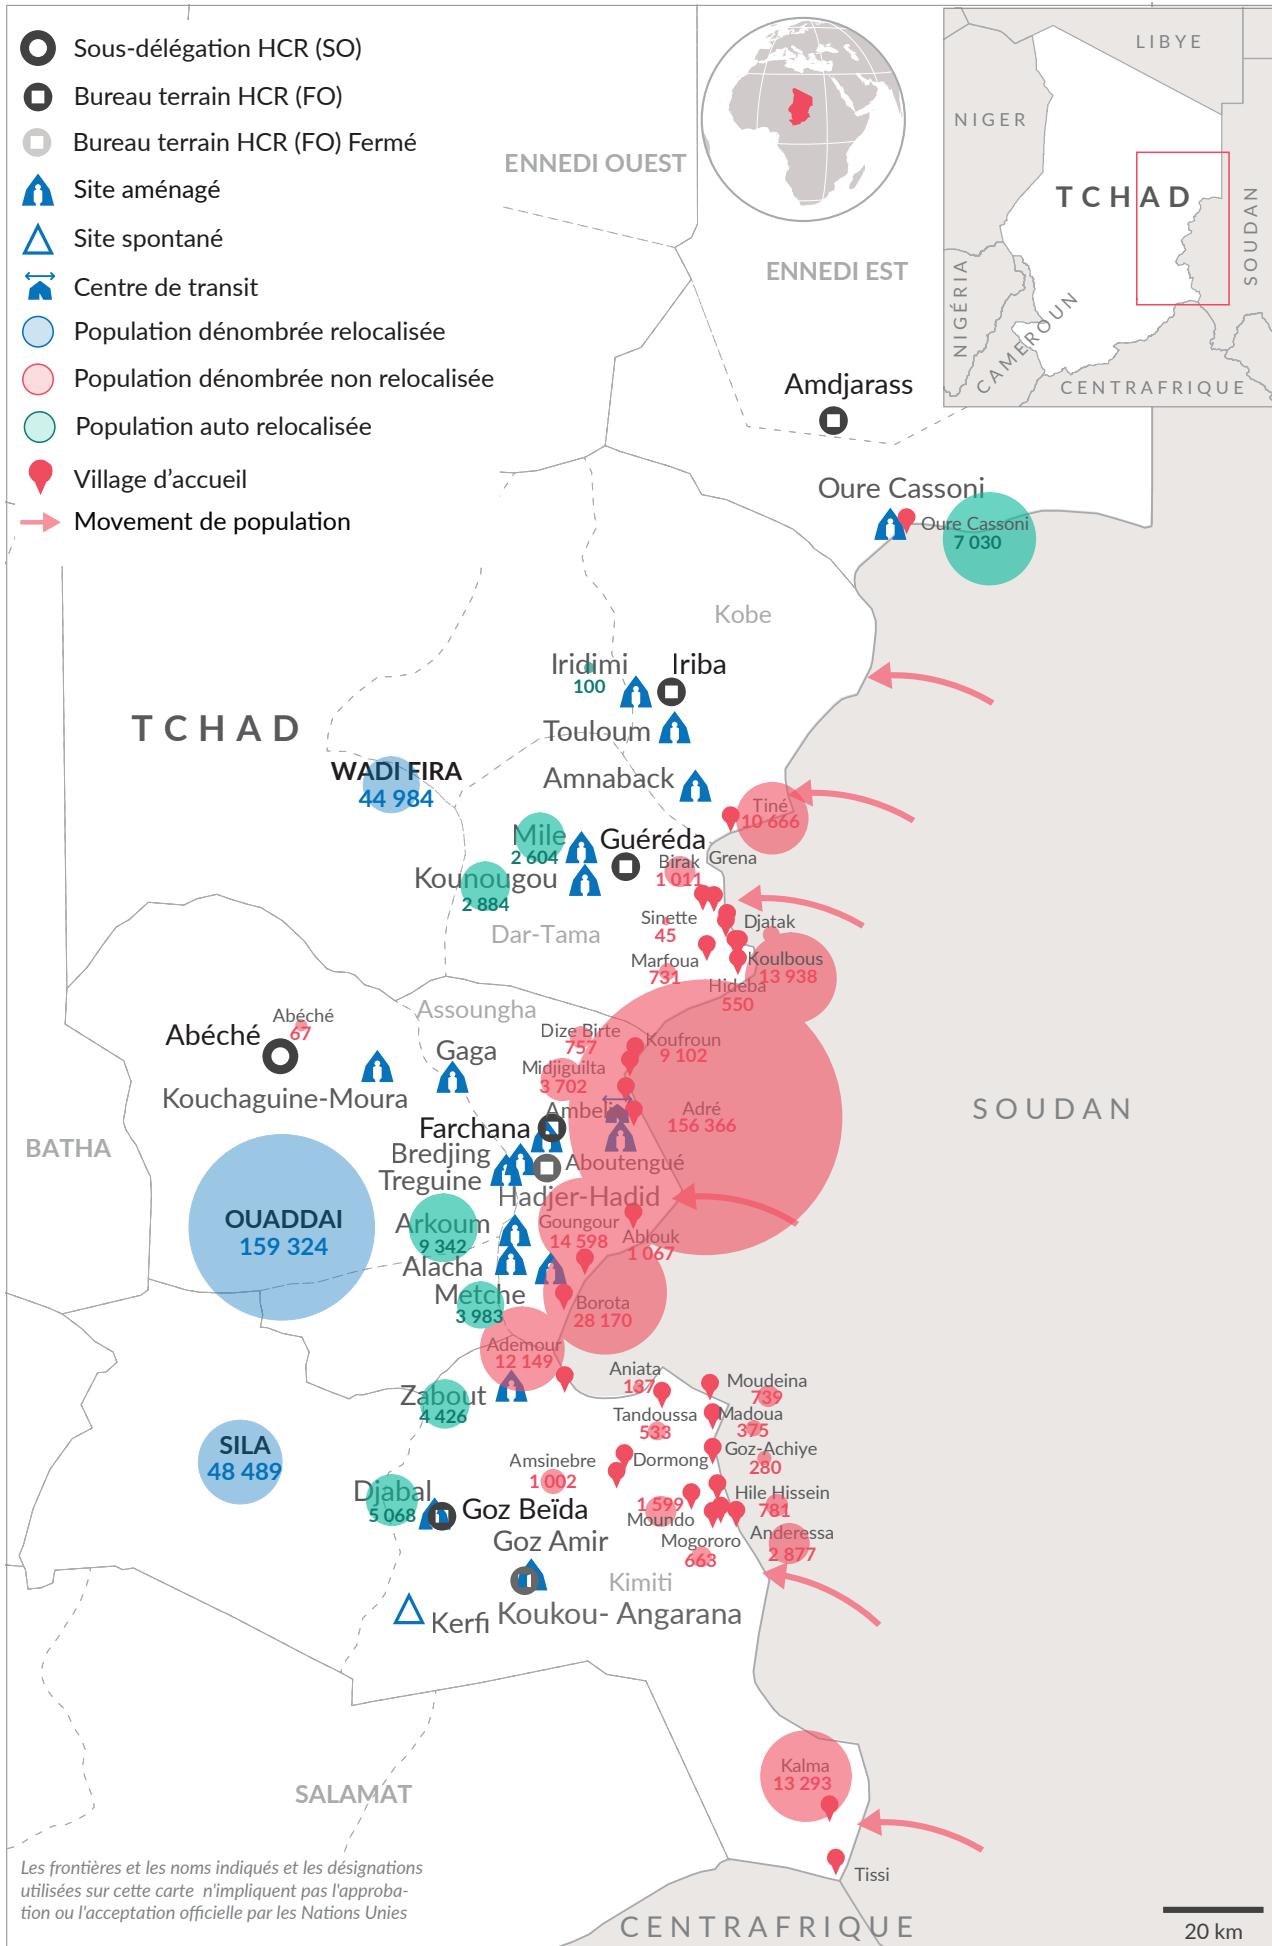 Sous-délégation HCR (SO)
Bureau terrain HCR (FO)
Bureau terrain HCR (FO) Fermé
Site aménagé
Site spontané
Centre de transit
Population dénombrée relocalisée
Population dénombrée non relocalisée
Population auto relocalisée
Village d'accueil
Movement de population
LIBYE
NIGER
TCHAD
SOUDAN
NIGÉRIA
CAMEROUN
CENTRAFRIQUE
ENNEDI OUEST
ENNEDI EST
Amdjarass
Oure Cassoni
Oure Cassoni
7 030
Kobe
Iridimi
100
Iriba
Touloum
TCHAD
WADI FIRA
44 984
Amnaback
Tiné
10 666
Mile
2 604
Guéréda
Grena
Birak
1 011
Kounougou
2 884
Sinette
45
Djatak
Dar-Tama
Marfoua
731
Koulbous
13 938
Hideba
550
Assoungha
Abéché
67
Abéché
Dize Birte
757
Koufroun
9 102
Gaga
Midjiguilta
3 702
Kouchaguine-Moura
Ambelia
Adré
156 366
SOUDAN
Farchana
BATHA
Bredjing
Aboutengué
Treguine
Hadjer-Hadid
OUADDAI
159 324
Arkoum
9 342
Goungour
14 598
Ablouk
1 067
Alacha
Metche
3 983
Borota
28 170
Ademour
12 149
Aniata
137
Moudeina
739
Zabout
4 426
Tandoussa
533
Madoua
375
SILA
48 489
Amsinebre
1 002
Dormong
Goz-Achiye
280
Djabal
5 068
Goz Beïda
1 599
Moundo
Hile Hissein
781
Goz Amir
Mogororo
663
Anderessa
2 877
Kimiti
Kerfi
Koukou- Angarana
Kalma
13 293
SALAMAT
Tissi
Les frontières et les noms indiqués et les désignations
utilisées sur cette carte n'impliquent pas l'approba-
tion ou l'acceptation officielle par les Nations Unies
CENTRAFRIQUE
20 km